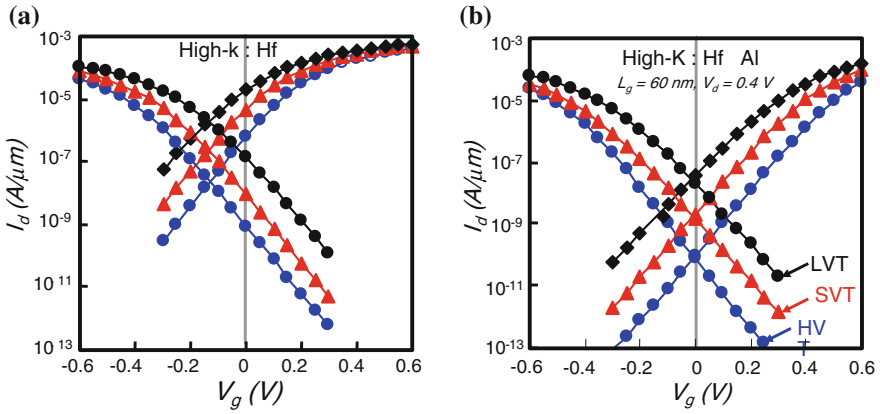 (a)
High-k : Hf
I_d (A/μm)
10^-3
10^-5
10^-7
10^-9
10^-11
10^-13
-0.6 -0.4 -0.2 0 0.2 0.4 0.6
V_g (V)
(b)
High-K : Hf Al
L_g = 60 nm, V_d = 0.4 V
I_d (A/μm)
10^-3
10^-5
10^-7
10^-9
10^-11
10^-13
LVT
SVT
HV
T
-0.6 -0.4 -0.2 0 0.2 0.4 0.6
V_g (V)